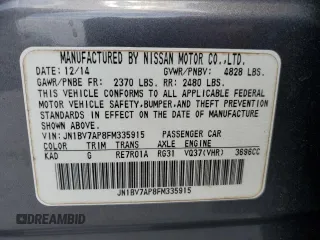 MANUFACTURED BY NISSAN MOTOR CO.,LTD.
DATE: 12/14 GVWR/PNBV: 4828 LBS.
GAWR/PNBE FR: 2370 LBS. RR: 2480 LBS.
THIS VEHICLE CONFORMS TO ALL APPLICABLE FEDERAL
MOTOR VEHICLE SAFETY, BUMPER, AND THEFT PREVENTION
STANDARDS IN EFFECT ON THE DATE OF MANUFACTURE
SHOWN ABOVE.
VIN: JN1BV7AP8FM335915 PASSENGER CAR
COLOR TRIM TRANS AXLE ENGINE
KAD G RE7R01A RG31 VQ37(VHR) 3696CC
JN1BV7AP8FM335915
DREAMBID